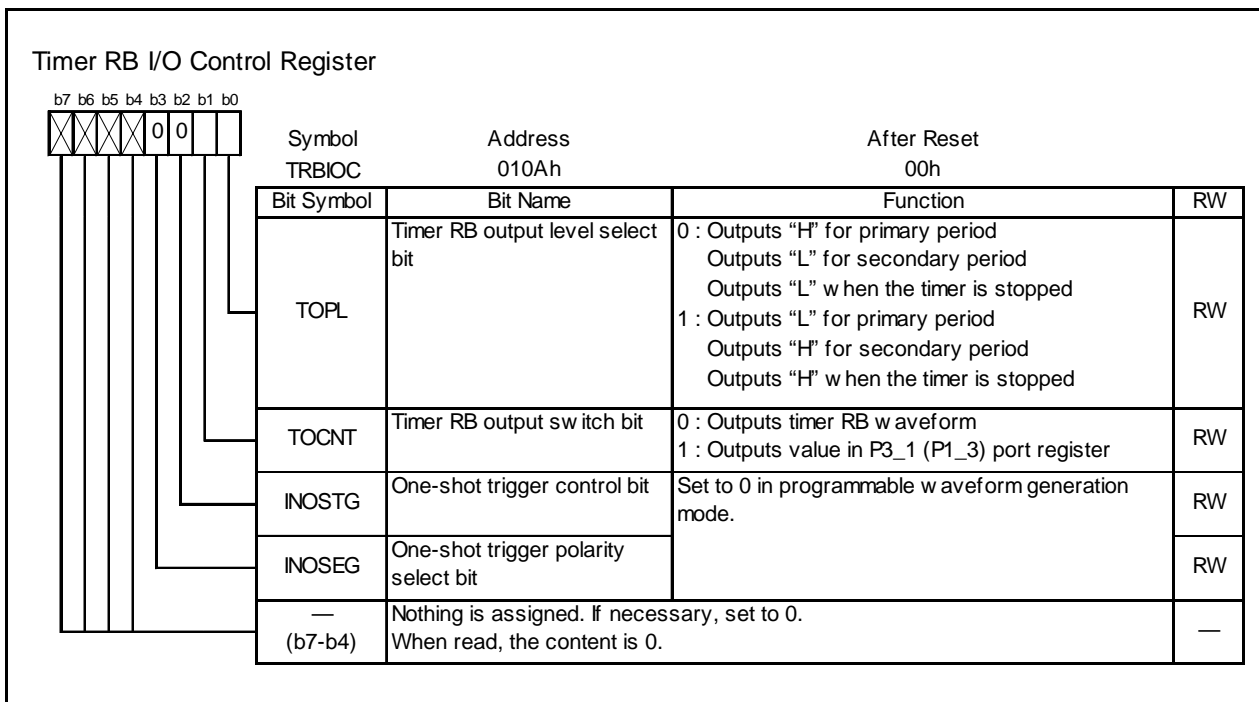 Timer RB I/O Control Register
b7 b6 b5 b4 b3 b2 b1 b0
0 0
Symbol Address After Reset
TRBIOC 010Ah 00h
Bit Symbol Bit Name Function RW
TOPL
Timer RB output level select
bit
0 : Outputs “H” for primary period
Outputs “L” for secondary period
Outputs “L” when the timer is stopped
1 : Outputs “L” for primary period
Outputs “H” for secondary period
Outputs “H” when the timer is stopped
RW
TOCNT
Timer RB output switch bit
0 : Outputs timer RB waveform
1 : Outputs value in P3_1 (P1_3) port register
RW
INOSTG
One-shot trigger control bit
Set to 0 in programmable waveform generation
mode.
RW
INOSEG
One-shot trigger polarity
select bit
RW
—
(b7-b4)
Nothing is assigned. If necessary, set to 0.
When read, the content is 0.
—